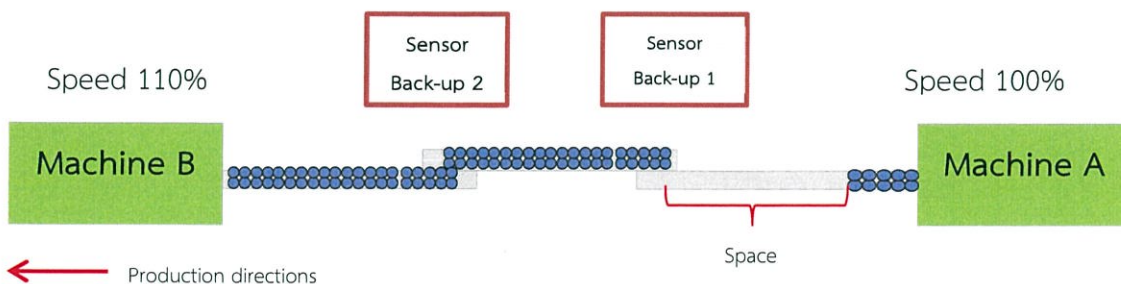 Sensor
Back-up 2
Sensor
Back-up 1
Speed 110%
Speed 100%
Machine B
Machine A
Space
Production directions